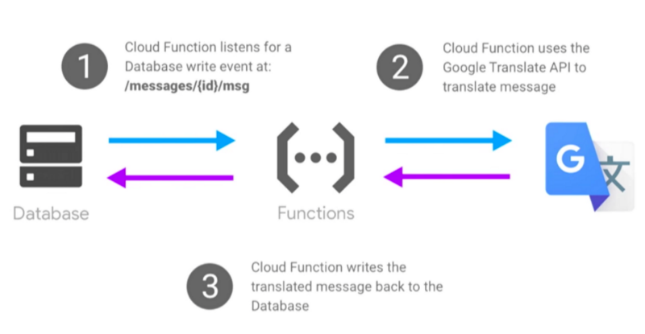 1
Cloud Function listens for a
Database write event at:
/messages/{id}/msg
2
Cloud Function uses the
Google Translate API to
translate message
Database
Functions
G
文
3
Cloud Function writes the
translated message back to the
Database